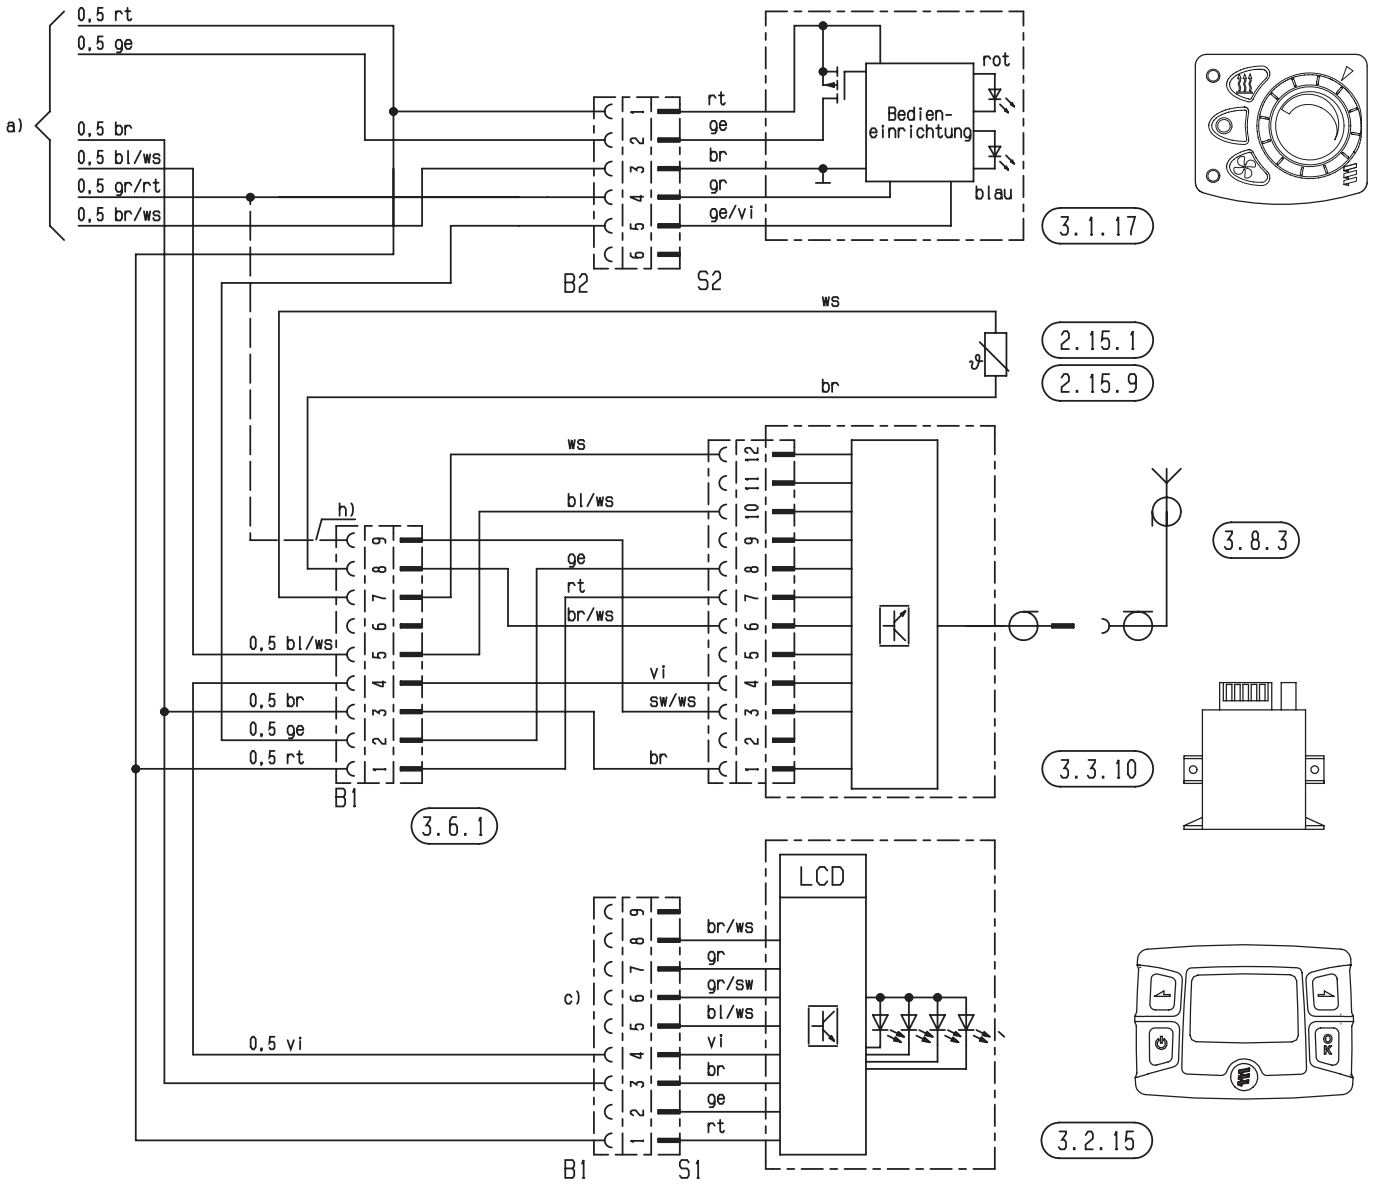 0,5 rt
0,5 ge
a)
0,5 br
0,5 bl/ws
0,5 gr/rt
0,5 br/ws
1
2
3
4
5
6
B2
S2
rt
ge
br
gr
ge/vi
Bedien-
einrichtung
rot
blau
3.1.17
ws
ϑ
br
2.15.1
2.15.9
h)
9
8
7
6
5
4
3
2
1
0,5 bl/ws
0,5 br
0,5 ge
0,5 rt
B1
3.6.1
ws
bl/ws
ge
rt
br/ws
vi
sw/ws
br
12
11
10
9
8
7
6
5
4
3
2
1
3.8.3
3.3.10
LCD
c)
9
8
7
6
5
4
3
2
1
br/ws
gr
gr/sw
bl/ws
vi
br
ge
rt
0,5 vi
B1
S1
OK
3.2.15